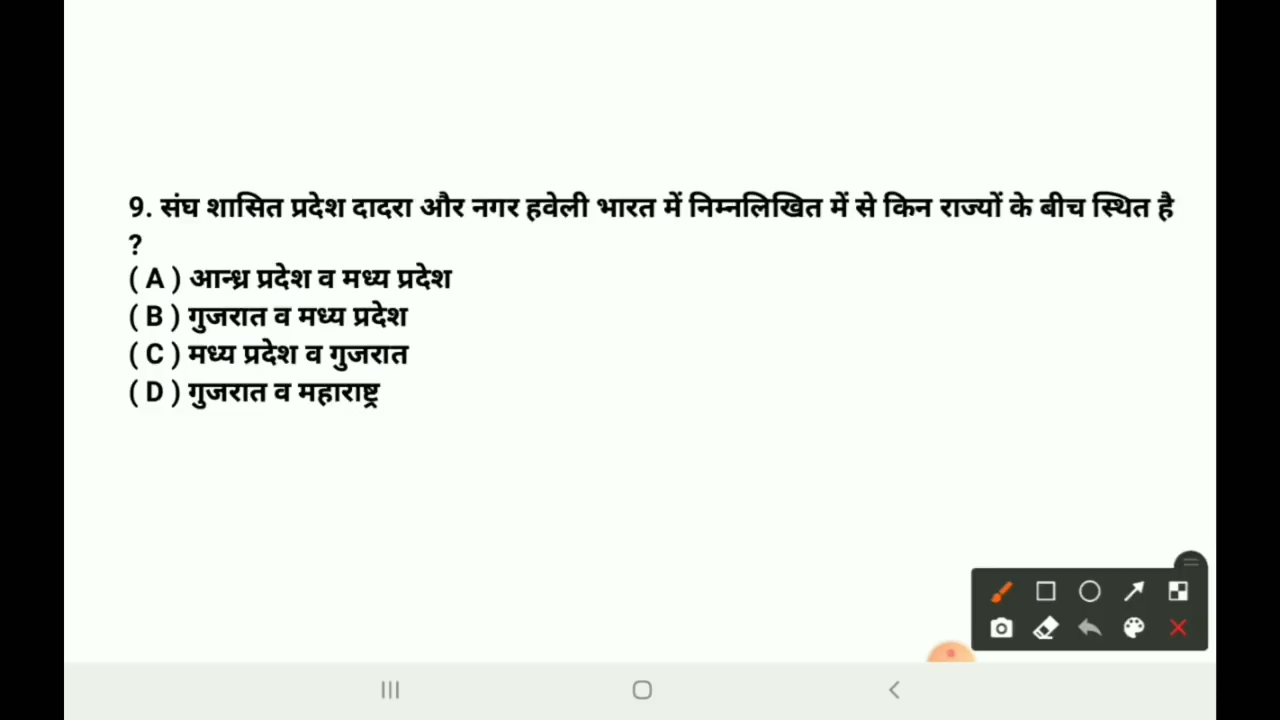 9. संघ शासित प्रदेश दादरा और नगर हवेली भारत में निम्नलिखित में से किन राज्यों के बीच स्थित है
?
( A ) आन्ध्र प्रदेश व मध्य प्रदेश
( B ) गुजरात व मध्य प्रदेश
( C ) मध्य प्रदेश व गुजरात
( D ) गुजरात व महाराष्ट्र